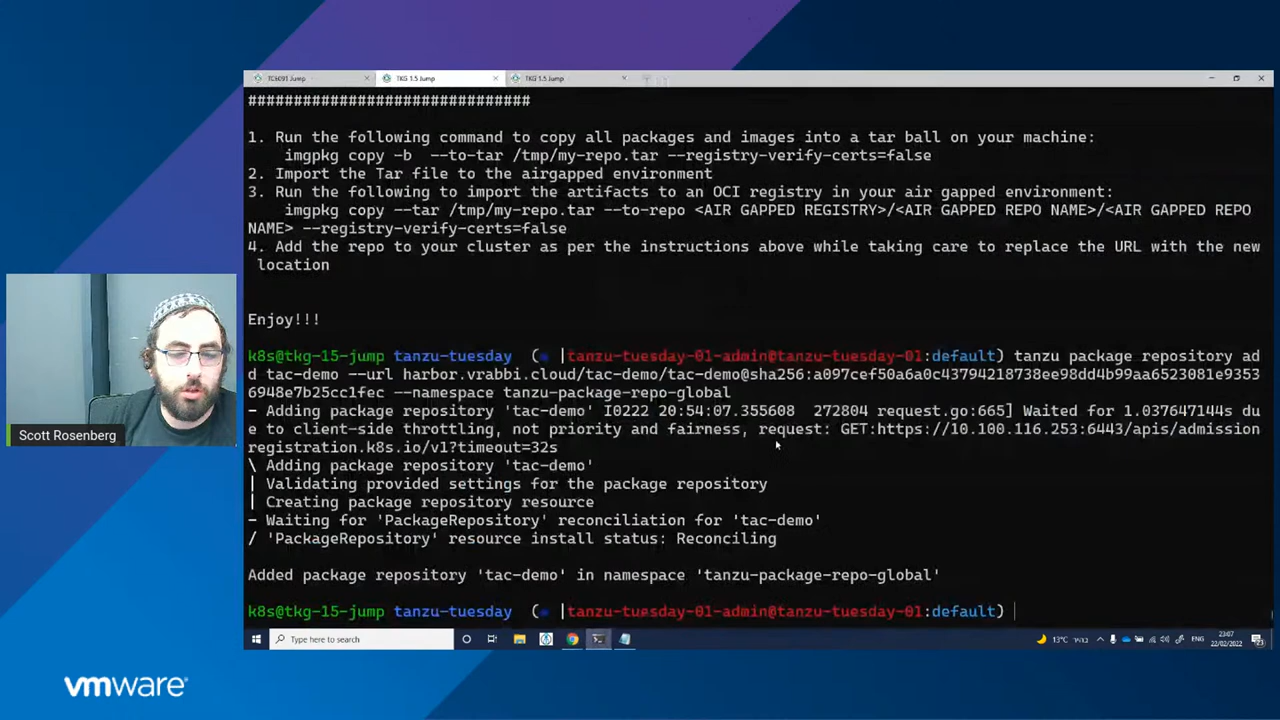 TCE091 Jump
TKG 1.5 Jump
TKG 1.5 Jump
##############################
1. Run the following command to copy all packages and images into a tar ball on your machine:
imgpkg copy -b  --to-tar /tmp/my-repo.tar --registry-verify-certs=false
2. Import the Tar file to the airgapped environment
3. Run the following to import the artifacts to an OCI registry in your air gapped environment:
imgpkg copy --tar /tmp/my-repo.tar --to-repo <AIR GAPPED REGISTRY>/<AIR GAPPED REPO NAME>/<AIR GAPPED REPO
NAME> --registry-verify-certs=false
4. Add the repo to your cluster as per the instructions above while taking care to replace the URL with the new
location
Enjoy!!!
k8s@tkg-15-jump tanzu-tuesday (⎈ |tanzu-tuesday-01-admin@tanzu-tuesday-01:default) tanzu package repository ad
d tac-demo --url harbor.vrabbi.cloud/tac-demo/tac-demo@sha256:a097cef50a6a0c43794218738ee98dd4b99aa6523081e9353
6948e7b25cc1fec --namespace tanzu-package-repo-global
- Adding package repository 'tac-demo' I0222 20:54:07.355608  272804 request.go:665] Waited for 1.037647144s du
e to client-side throttling, not priority and fairness, request: GET:https://10.100.116.253:6443/apis/admission
registration.k8s.io/v1?timeout=32s
\ Adding package repository 'tac-demo'
| Validating provided settings for the package repository
| Creating package repository resource
- Waiting for 'PackageRepository' reconciliation for 'tac-demo'
/ 'PackageRepository' resource install status: Reconciling
Added package repository 'tac-demo' in namespace 'tanzu-package-repo-global'
k8s@tkg-15-jump tanzu-tuesday (⎈ |tanzu-tuesday-01-admin@tanzu-tuesday-01:default)
Scott Rosenberg
Type here to search
13°C בהיר
ENG
23:07
22/02/2022
vmware